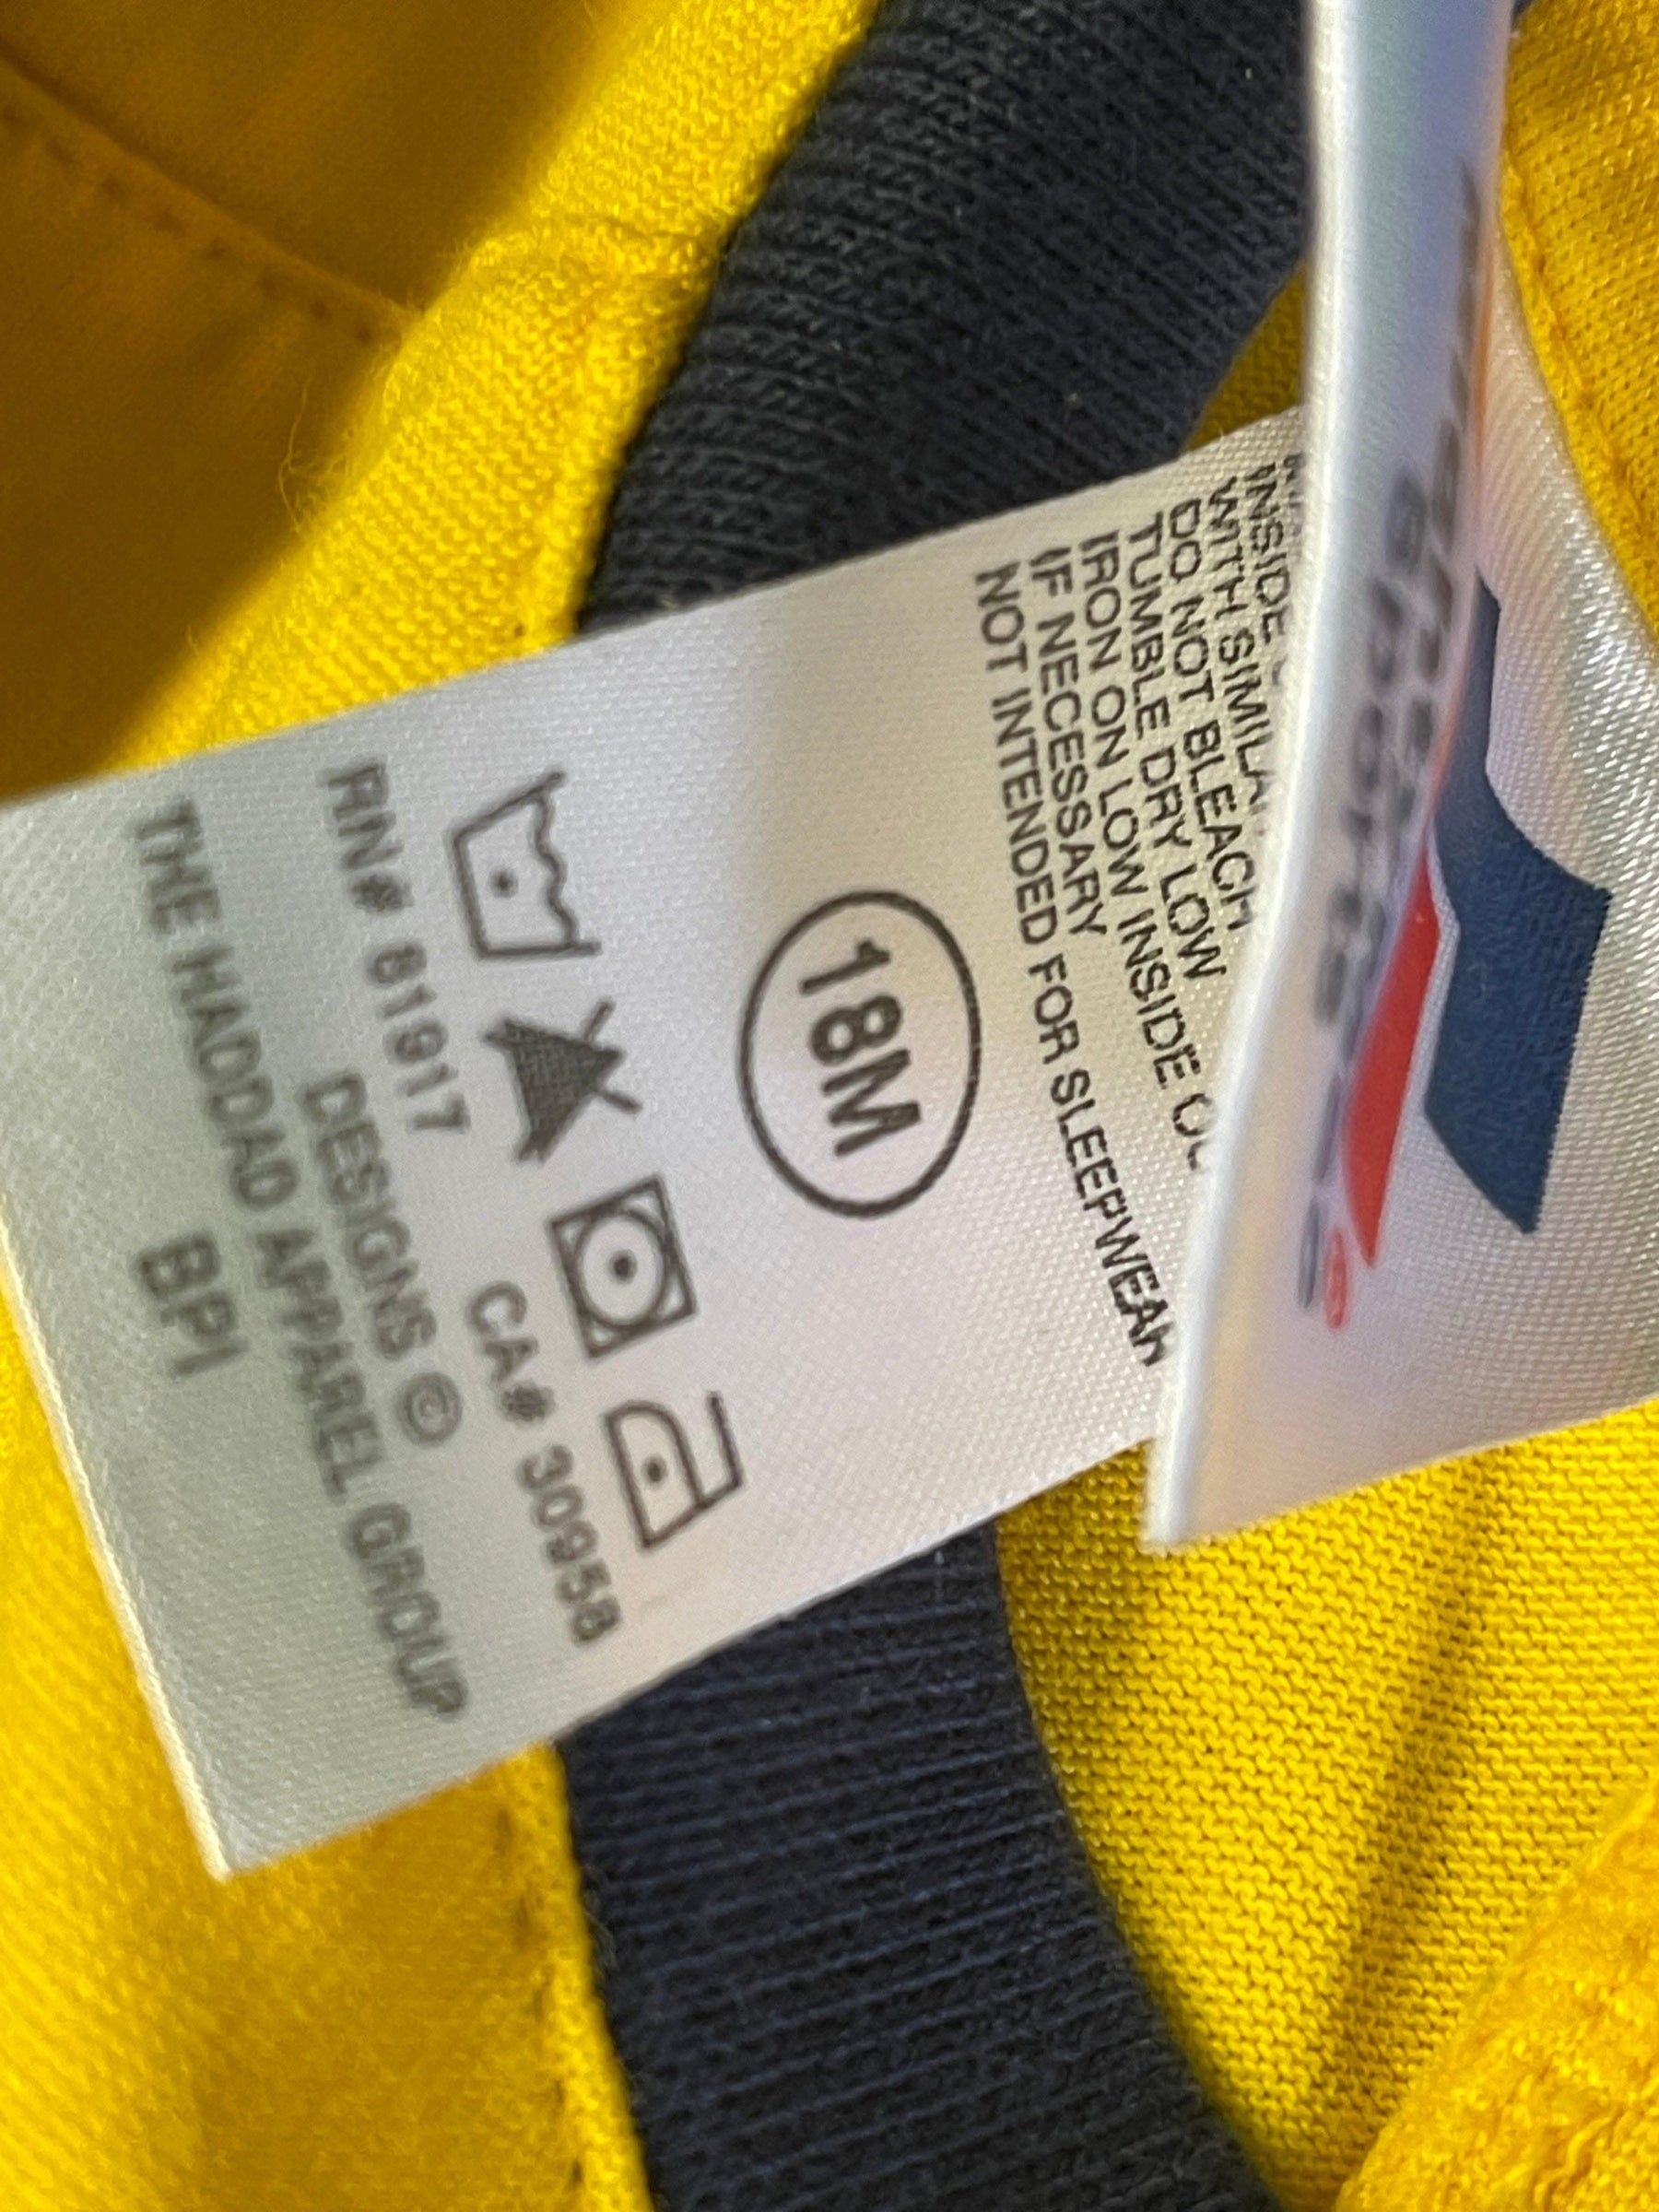 INSIDE
WITH SIMILAR
DO NOT BLEACH
TUMBLE DRY LOW
IRON ON LOW INSIDE
IF NECESSARY
NOT INTENDED FOR SLEEPWEAR
18M
RN# 81917 CA# 30958
DESIGNS ©
THE HADDAD APPAREL GROUP
BPI